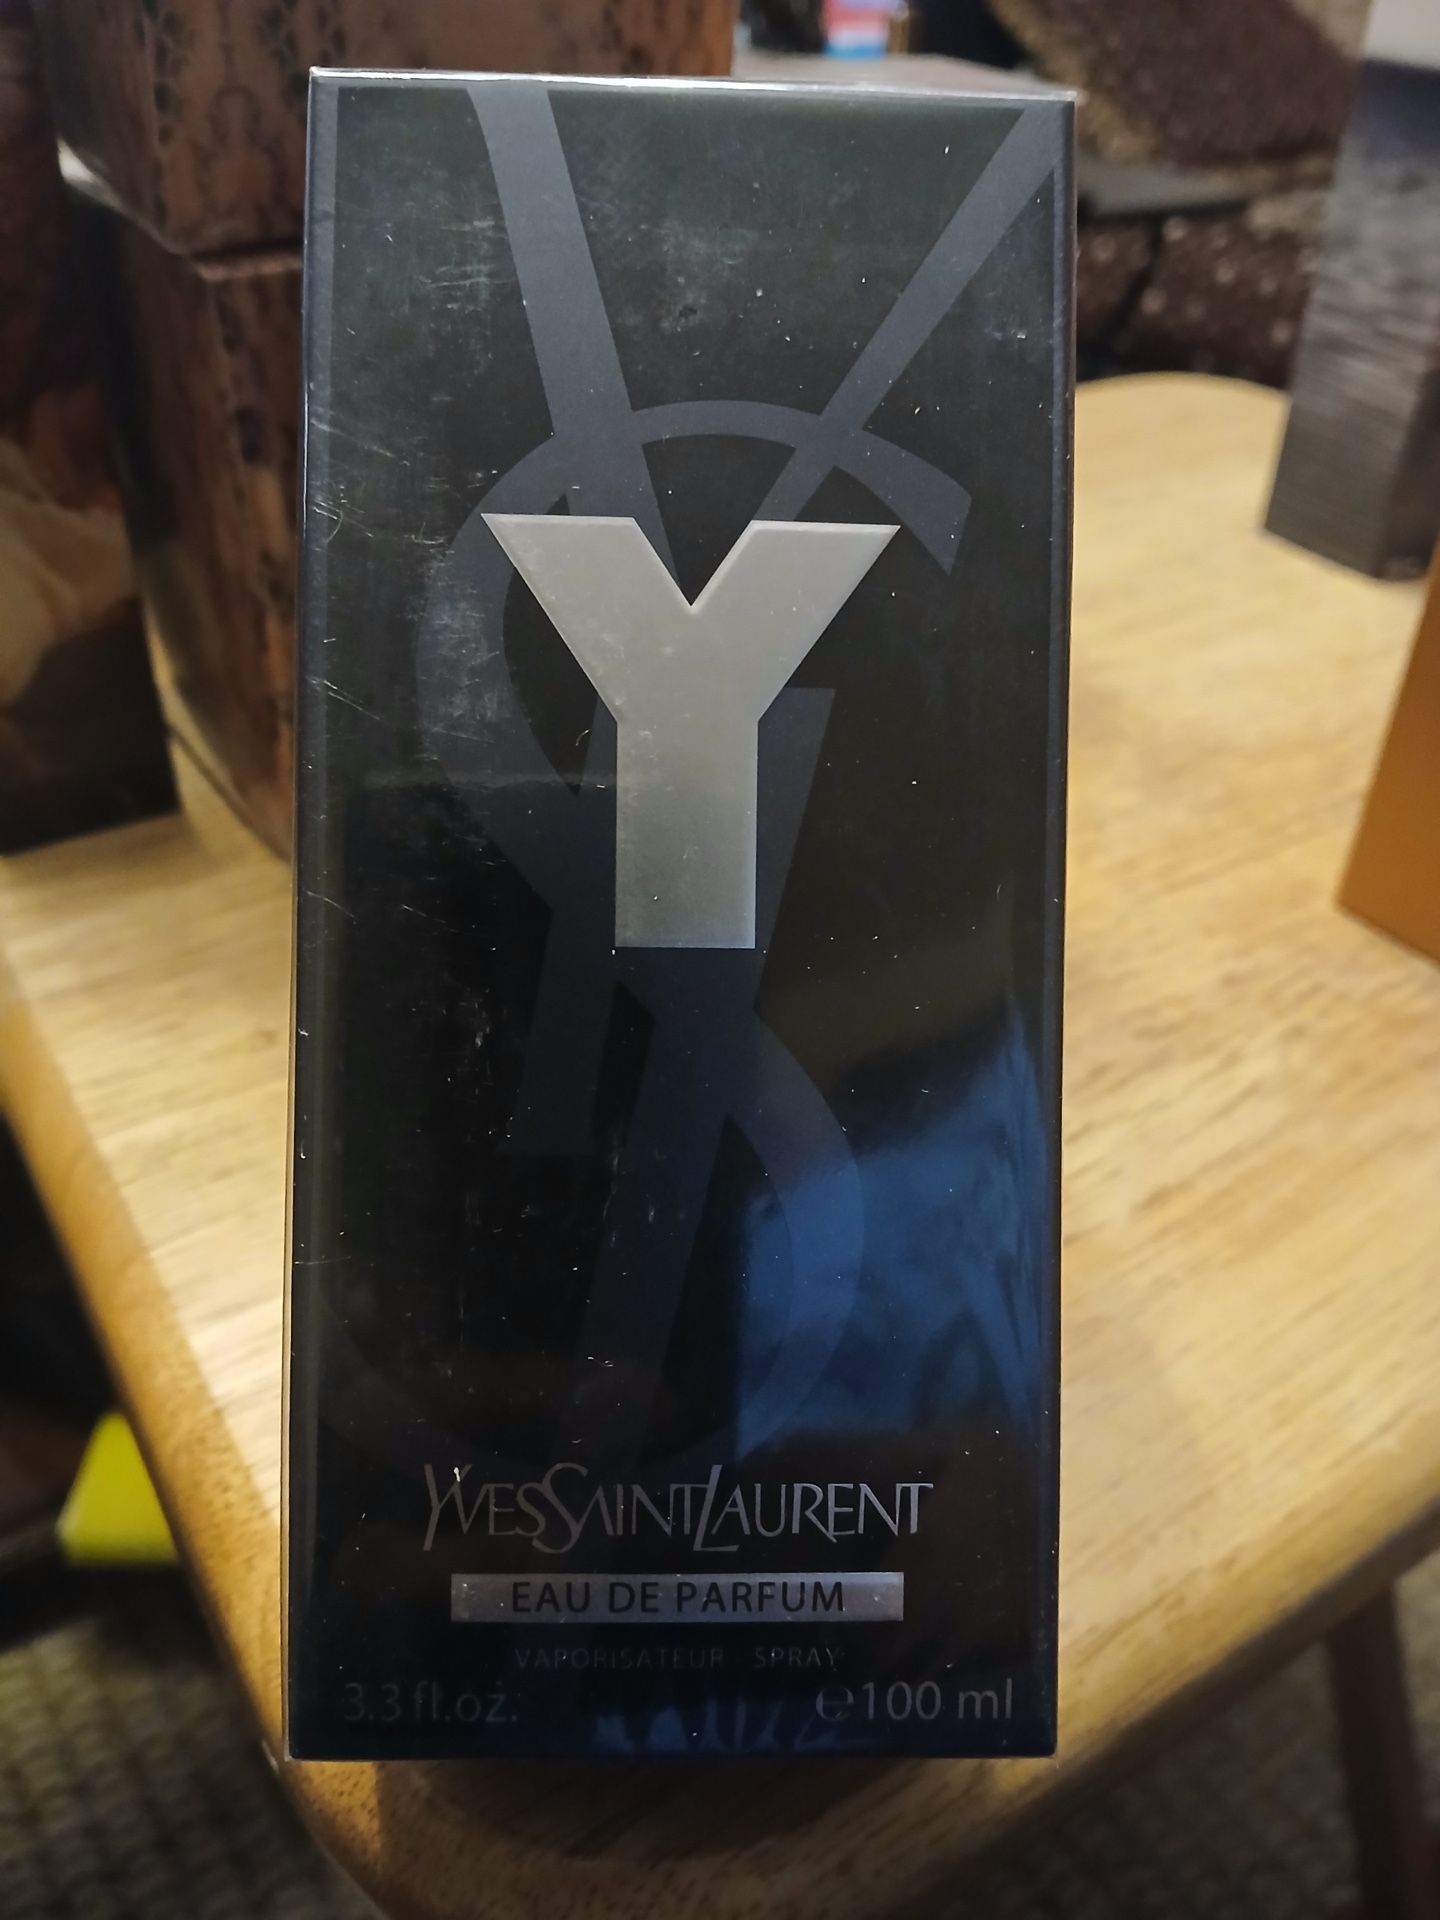 Y
YVESSAINTLAURENT
EAU DE PARFUM
VAPORISATEUR · SPRAY
3.3 fl.oz. ℮100 ml